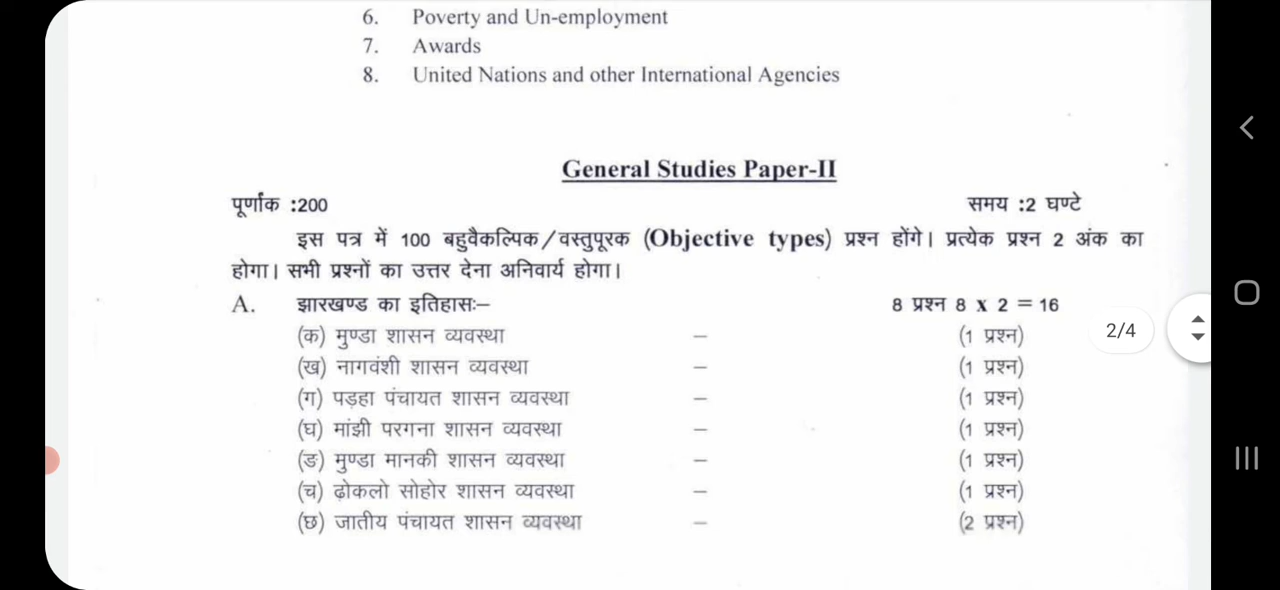 6. Poverty and Un-employment
7. Awards
8. United Nations and other International Agencies
General Studies Paper-II
पूर्णांक :200 समय :2 घण्टे
इस पत्र में 100 बहुवैकल्पिक/वस्तुपूरक (Objective types) प्रश्न होंगे। प्रत्येक प्रश्न 2 अंक का
होगा। सभी प्रश्नों का उत्तर देना अनिवार्य होगा।
A. झारखण्ड का इतिहासः– 8 प्रश्न 8 x 2 = 16
(क) मुण्डा शासन व्यवस्था – (1 प्रश्न)
(ख) नागवंशी शासन व्यवस्था – (1 प्रश्न)
2/4
(ग) पड़हा पंचायत शासन व्यवस्था – (1 प्रश्न)
(घ) मांझी परगना शासन व्यवस्था – (1 प्रश्न)
(ङ) मुण्डा मानकी शासन व्यवस्था – (1 प्रश्न)
(च) ढ़ोकलो सोहोर शासन व्यवस्था – (1 प्रश्न)
(छ) जातीय पंचायत शासन व्यवस्था – (2 प्रश्न)